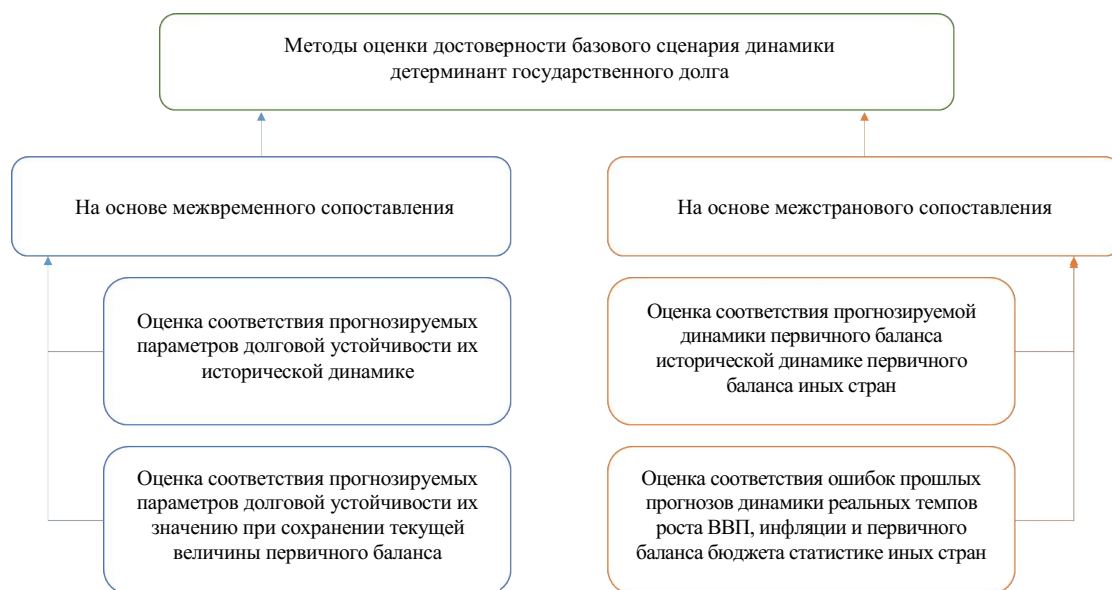 Методы оценки достоверности базового сценария динамики
детерминант государственного долга
На основе межвременного сопоставления
На основе межстранового сопоставления
Оценка соответствия прогнозируемых
параметров долговой устойчивости их
исторической динамике
Оценка соответствия прогнозируемой
динамики первичного баланса
исторической динамике первичного
баланса иных стран
Оценка соответствия прогнозируемых
параметров долговой устойчивости их
значению при сохранении текущей
величины первичного баланса
Оценка соответствия ошибок прошлых
прогнозов динамики реальных темпов
роста ВВП, инфляции и первичного
баланса бюджета статистике иных стран